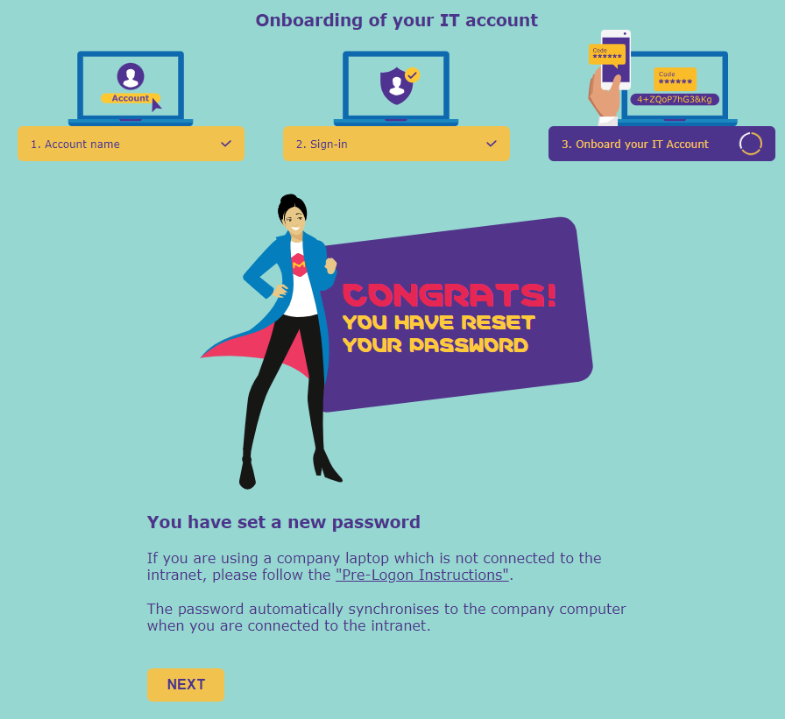 Onboarding of your IT account
Code
******
Code
******
4+ZQoP7hG3&Kg
Account
1. Account name
2. Sign-in
3. Onboard your IT Account
M
CONGRATS!
YOU HAVE RESET
YOUR PASSWORD
You have set a new password
If you are using a company laptop which is not connected to the
intranet, please follow the "Pre-Logon Instructions".
The password automatically synchronises to the company computer
when you are connected to the intranet.
NEXT